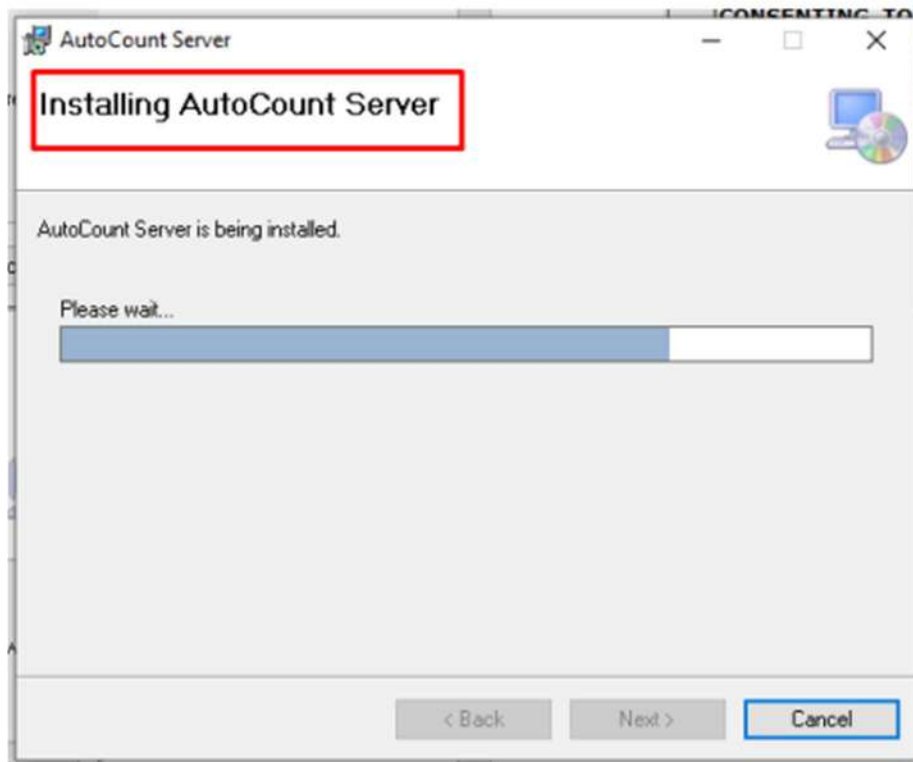 CONSENTING TO
AutoCount Server
Installing AutoCount Server
AutoCount Server is being installed.
Please wait...
< Back
Next >
Cancel